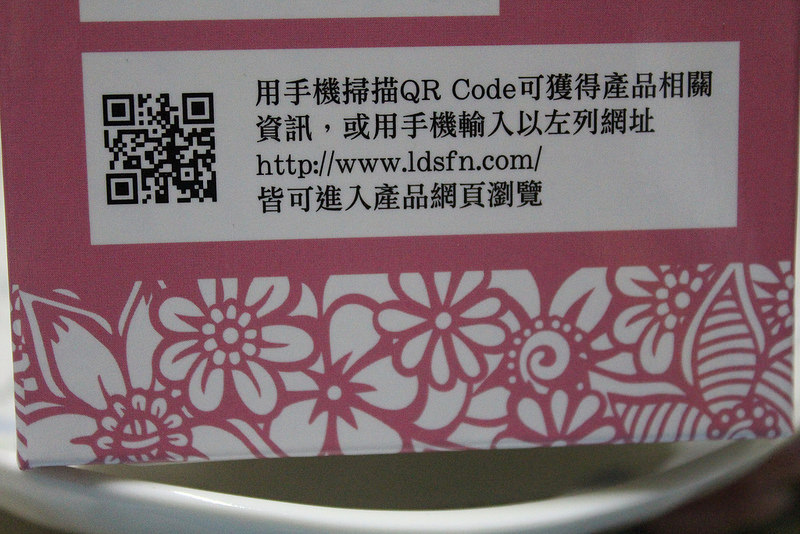 用手機掃描QR Code可獲得產品相關
資訊，或用手機輸入以左列網址
http://www.ldsfn.com/
皆可進入產品網頁瀏覽